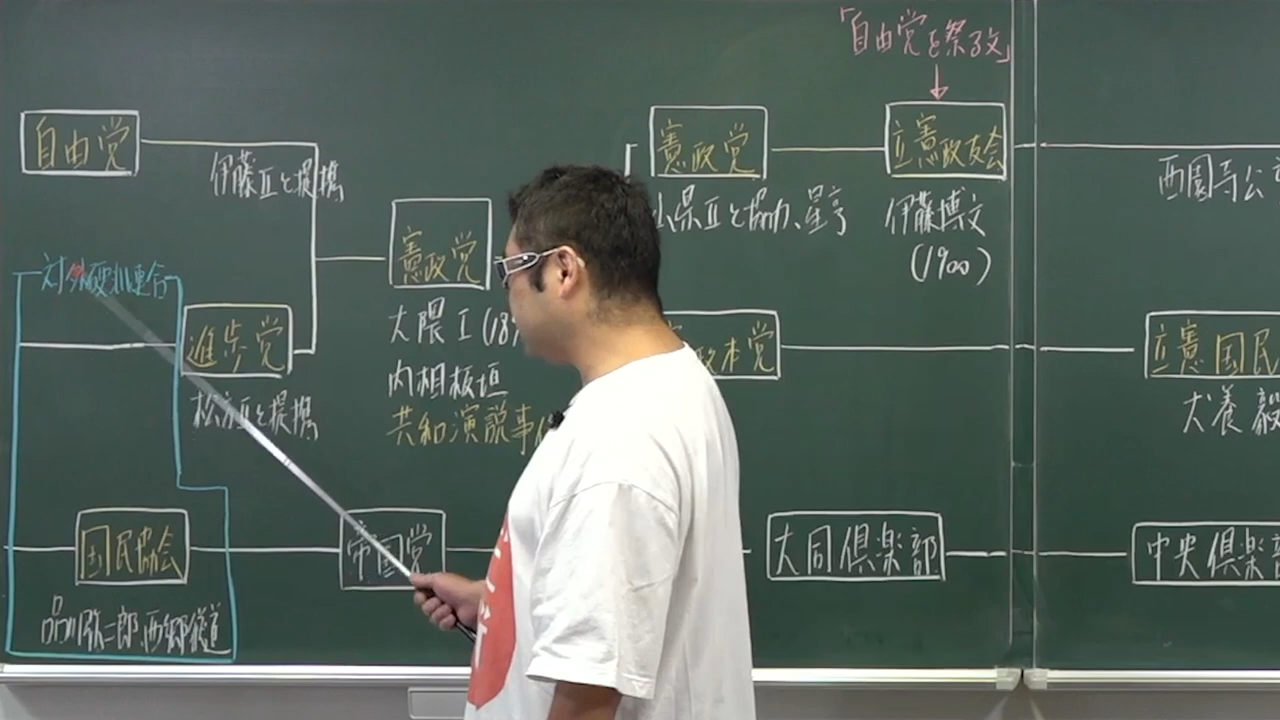 「自由党を祭る文」
自由党
伊藤Ⅱと提携
憲政党
立憲政友会
西園寺公
県Ⅱと協力、星亨
伊藤博文
(1900)
憲政党
大隈Ⅰ(189
内相板垣
共和演説事
対外硬派連合
進歩党
松方Ⅱと提携
政本党
立憲国民
犬養毅
国民協会
品川弥二郎、西郷従道
帝国党
大同倶楽部
中央倶楽部